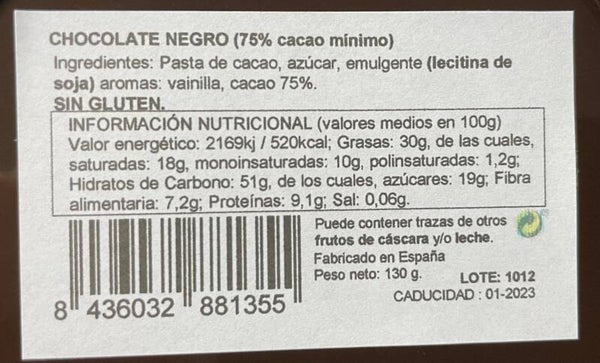 CHOCOLATE NEGRO (75% cacao mínimo)
Ingredientes: Pasta de cacao, azúcar, emulgente (lecitina de
soja) aromas: vainilla, cacao 75%.
SIN GLUTEN.
INFORMACIÓN NUTRICIONAL (valores medios en 100g)
Valor energético: 2169kj / 520kcal; Grasas: 30g, de las cuales,
saturadas: 18g, monoinsaturadas: 10g, polinsaturadas: 1,2g;
Hidratos de Carbono: 51g, de los cuales, azúcares: 19g; Fibra
alimentaria: 7,2g; Proteínas: 9,1g; Sal: 0,06g.
Puede contener trazas de otros
frutos de cáscara y/o leche.
Fabricado en España
Peso neto: 130 g.
LOTE: 1012
CADUCIDAD : 01-2023
8 436032 881355